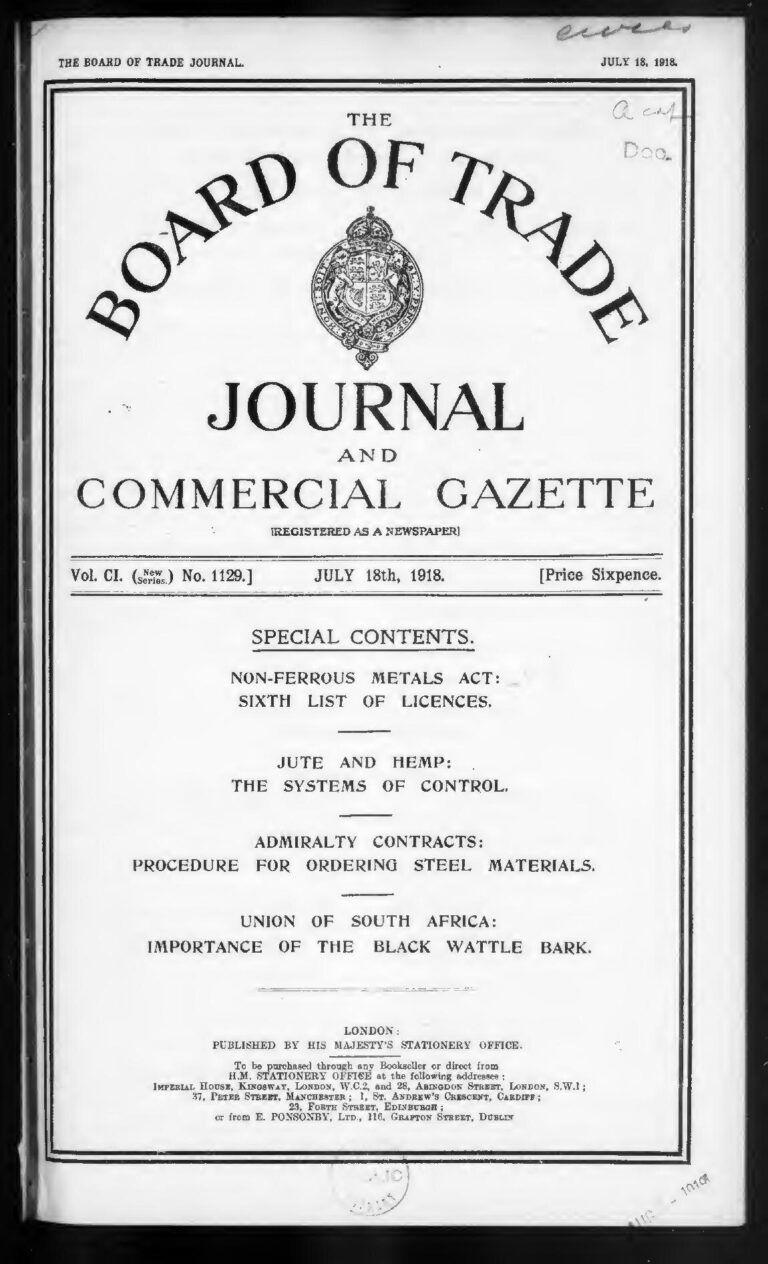 THE BOARD OF TRADE JOURNAL. JULY 18, 1918.
Doc.
THE
BOARD OF TRADE
JOURNAL
AND
COMMERCIAL GAZETTE
[REGISTERED AS A NEWSPAPER]
Vol. CI. (New Series.) No. 1129.] JULY 18th, 1918. [Price Sixpence.
SPECIAL CONTENTS.
NON-FERROUS METALS ACT:
SIXTH LIST OF LICENCES.
JUTE AND HEMP:
THE SYSTEMS OF CONTROL.
ADMIRALTY CONTRACTS:
PROCEDURE FOR ORDERING STEEL MATERIALS.
UNION OF SOUTH AFRICA:
IMPORTANCE OF THE BLACK WATTLE BARK.
LONDON:
PUBLISHED BY HIS MAJESTY'S STATIONERY OFFICE.
To be purchased through any Bookseller or direct from
H.M. STATIONERY OFFICE at the following addresses:
IMPERIAL HOUSE, KINGSWAY, LONDON, W.C.2, and 28, ABINGDON STREET, LONDON, S.W.1;
37, PETER STREET, MANCHESTER; 1, ST. ANDREW'S CRESCENT, CARDIFF;
23, FORTH STREET, EDINBURGH;
or from E. PONSONBY, LTD., 116, GRAFTON STREET, DUBLIN